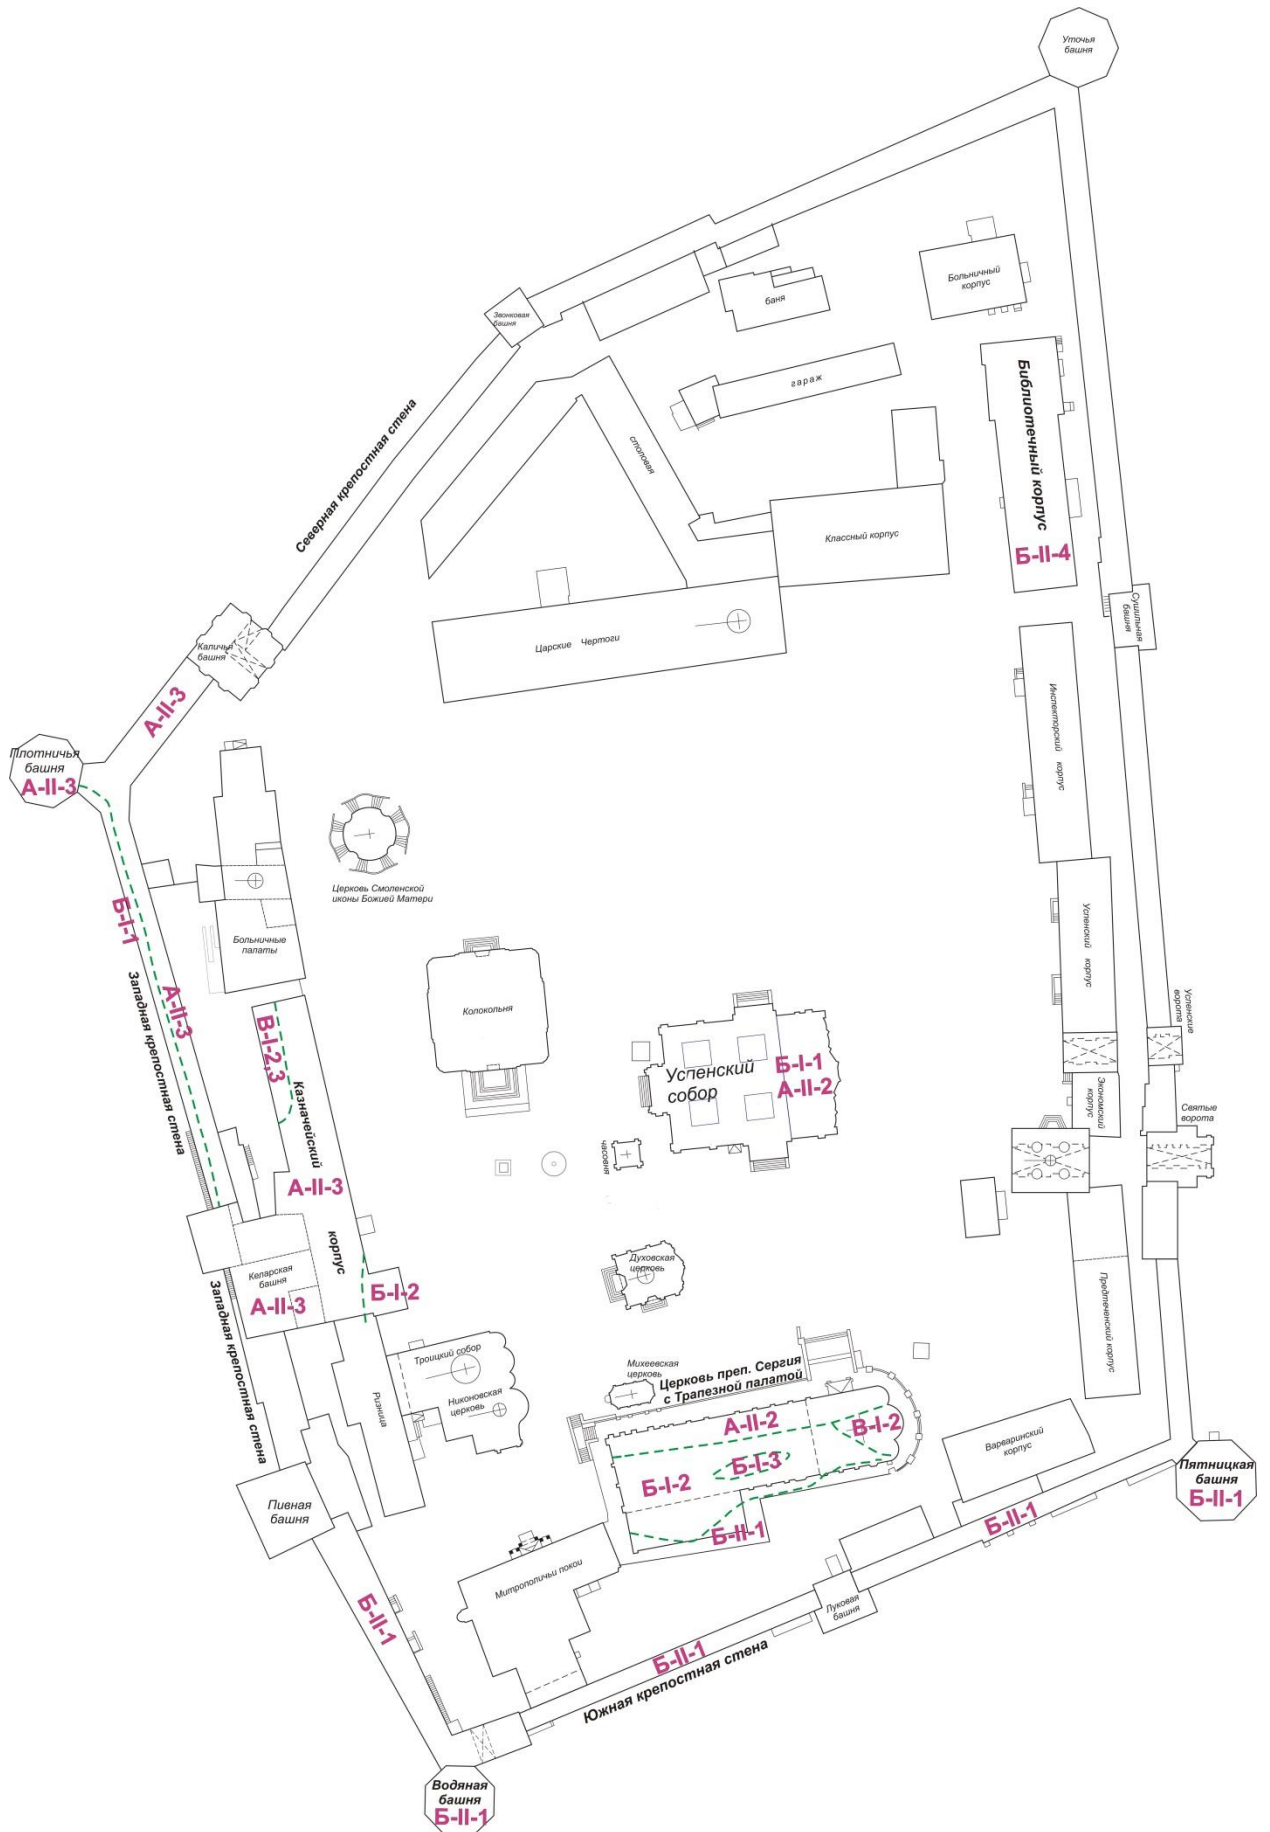 Уточья
башня
Больничный
корпус
баня
Звонковая
башня
гараж
Библиотечный корпус
Б-II-4
столовая
Северная крепостная стена
Классный корпус
Сушильная
башня
Царские Чертоги
Каличья
башня
А-II-3
Инспекторский корпус
Плотничья
башня
А-II-3
Церковь Смоленской
иконы Божией Матери
Б-I-1
Больничные
палаты
Успенский корпус
Западная крепостная стена
А-II-3
В-I-2,3
Колокольня
Успенские
ворота
Успенский
собор
Б-I-1
А-II-2
Казначейский
корпус
А-II-3
Экономский
корпус
Святые
ворота
часовня
Духовская
церковь
Келарская
башня
А-II-3
Б-I-2
Западная крепостная стена
Предтеченский корпус
Троицкий собор
Никоновская
церковь
Ризница
Михеевская
церковь
Церковь преп. Сергия
с Трапезной палатой
А-II-2
В-I-2
Б-I-3
Б-I-2
Б-II-1
Варваринский
корпус
Пятницкая
башня
Б-II-1
Б-II-1
Пивная
башня
Митрополичьи покои
Луковая
башня
Б-II-1
Б-II-1
Южная крепостная стена
Водяная
башня
Б-II-1